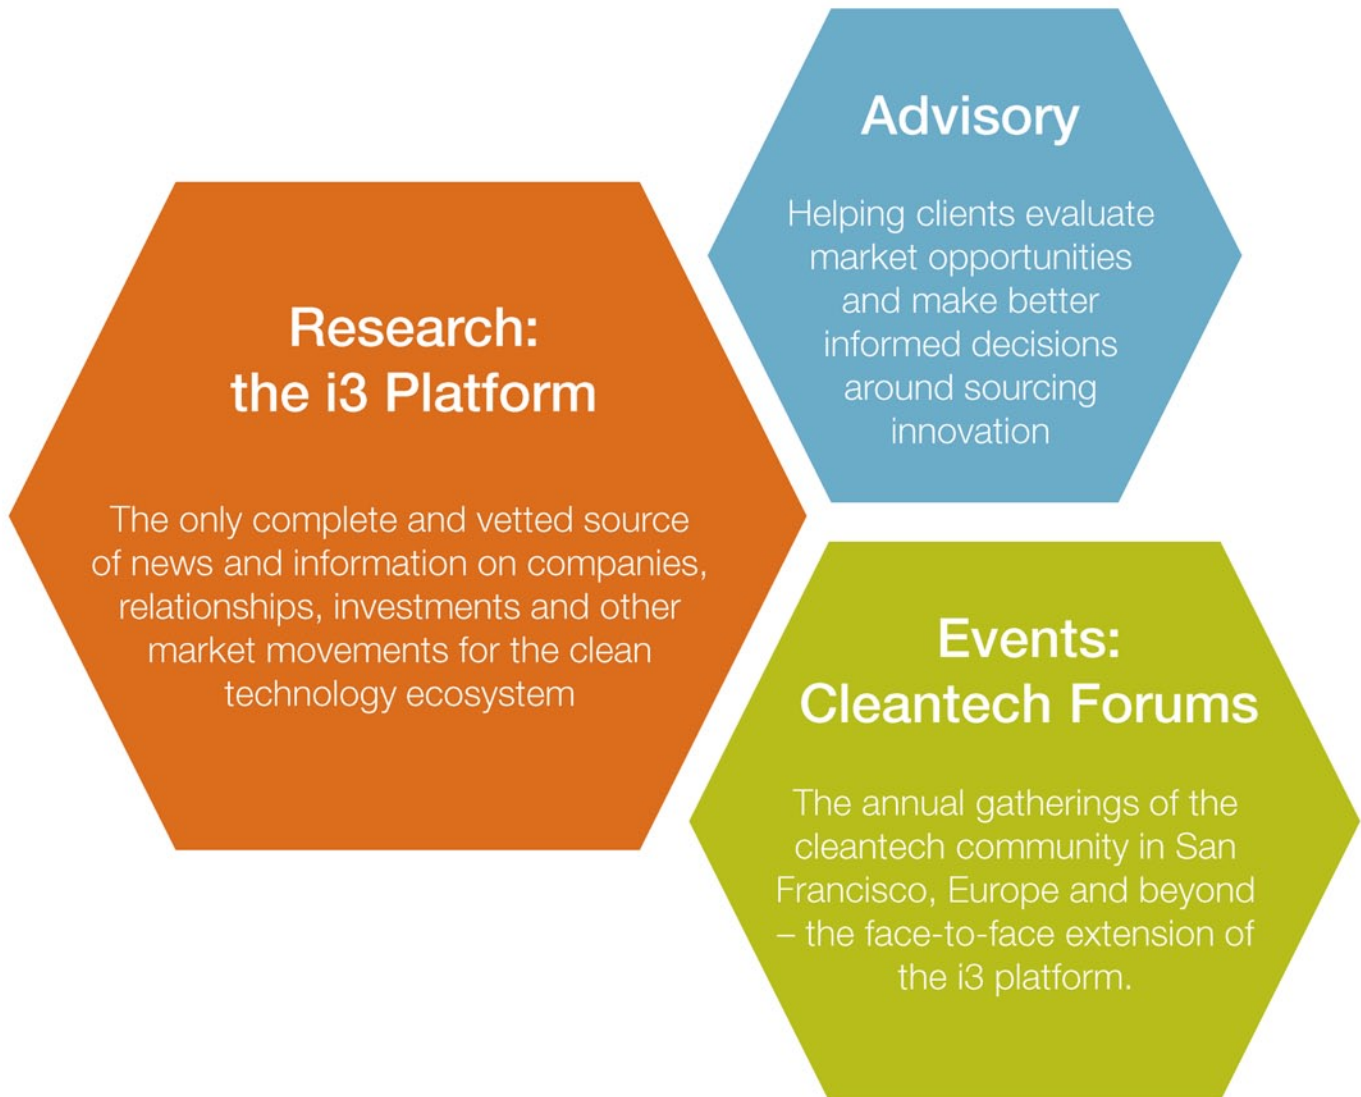 Research:
the i3 Platform
The only complete and vetted source
of news and information on companies,
relationships, investments and other
market movements for the clean
technology ecosystem
Advisory
Helping clients evaluate
market opportunities
and make better
informed decisions
around sourcing
innovation
Events:
Cleantech Forums
The annual gatherings of the
cleantech community in San
Francisco, Europe and beyond
– the face-to-face extension of
the i3 platform.